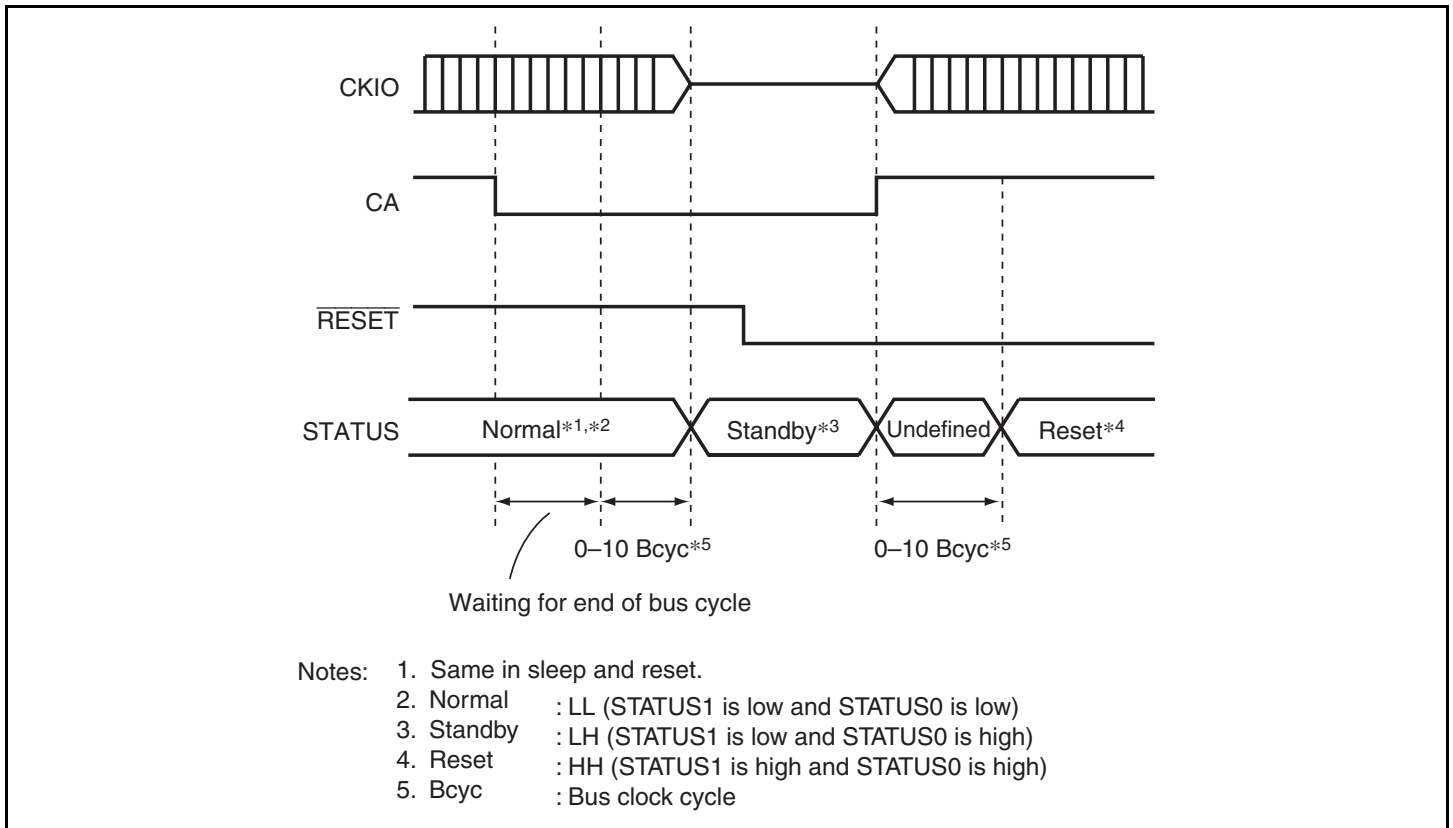 CKIO
CA
RESET
STATUS
Normal*1,*2
Standby*3
Undefined
Reset*4
0–10 Bcyc*5
0–10 Bcyc*5
Waiting for end of bus cycle
Notes: 1. Same in sleep and reset.
2. Normal : LL (STATUS1 is low and STATUS0 is low)
3. Standby : LH (STATUS1 is low and STATUS0 is high)
4. Reset : HH (STATUS1 is high and STATUS0 is high)
5. Bcyc : Bus clock cycle